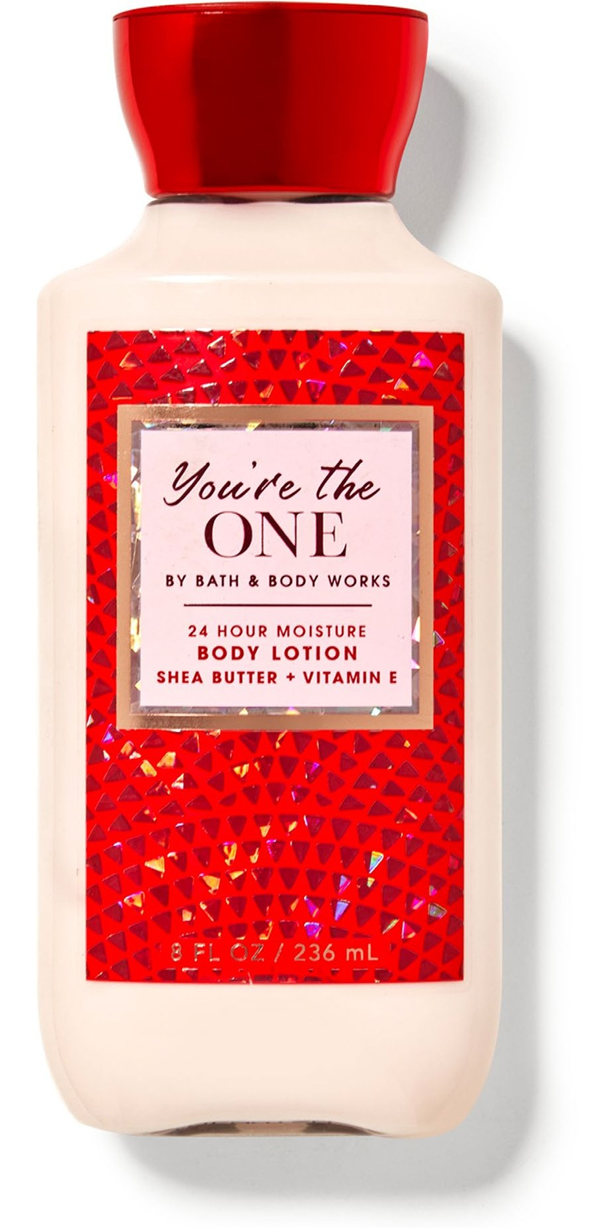 You're the
ONE
BY BATH & BODY WORKS
24 HOUR MOISTURE
BODY LOTION
SHEA BUTTER + VITAMIN E
8 FL OZ / 236 mL